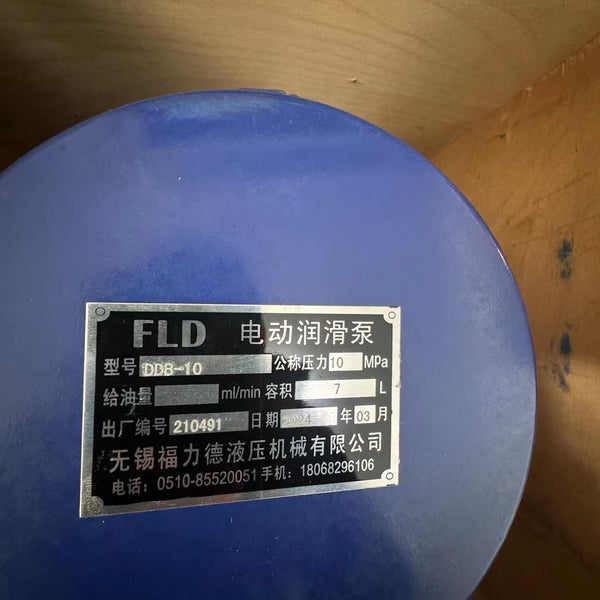 FLD 电动润滑泵
型号 DDB-10 公称压力 10 MPa
给油量 ml/min 容积 7 L
出厂编号 210491 日期 2024 年 03 月
无锡福力德液压机械有限公司
电话：0510-85520051 手机：18068296106